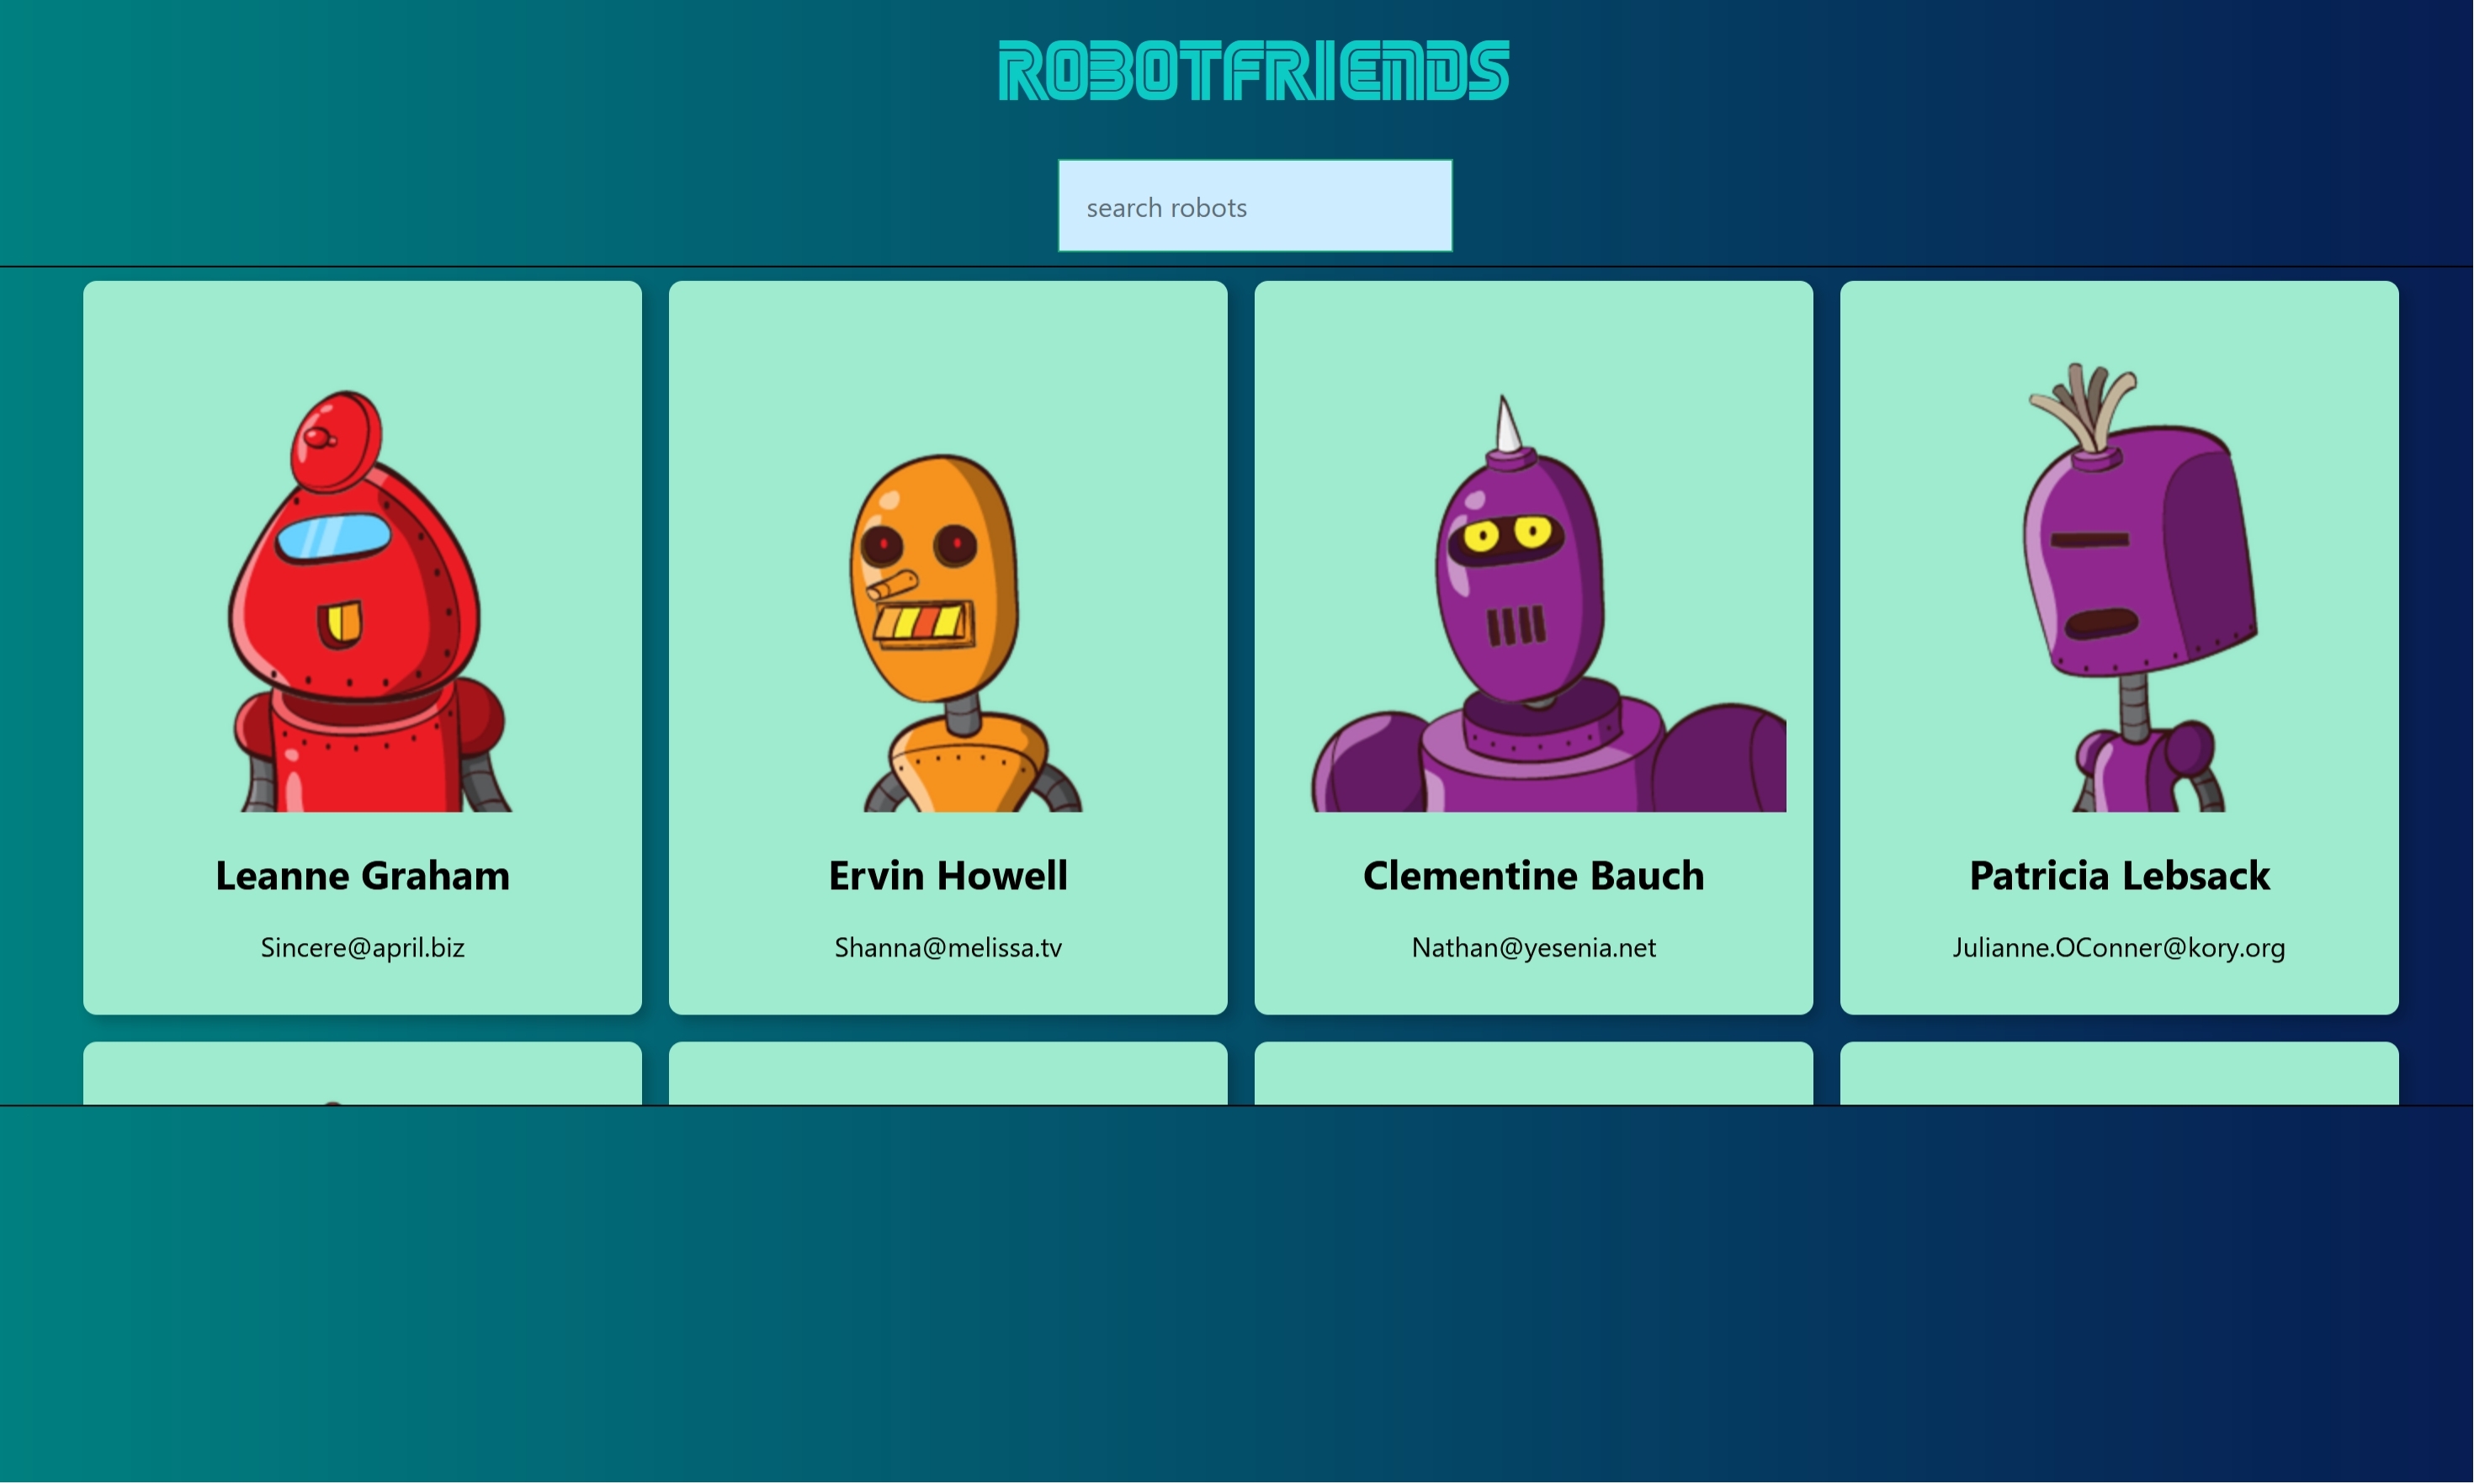 ROBOTFRIENDS
search robots
Leanne Graham
Sincere@april.biz
Ervin Howell
Shanna@melissa.tv
Clementine Bauch
Nathan@yesenia.net
Patricia Lebsack
Julianne.OConner@kory.org